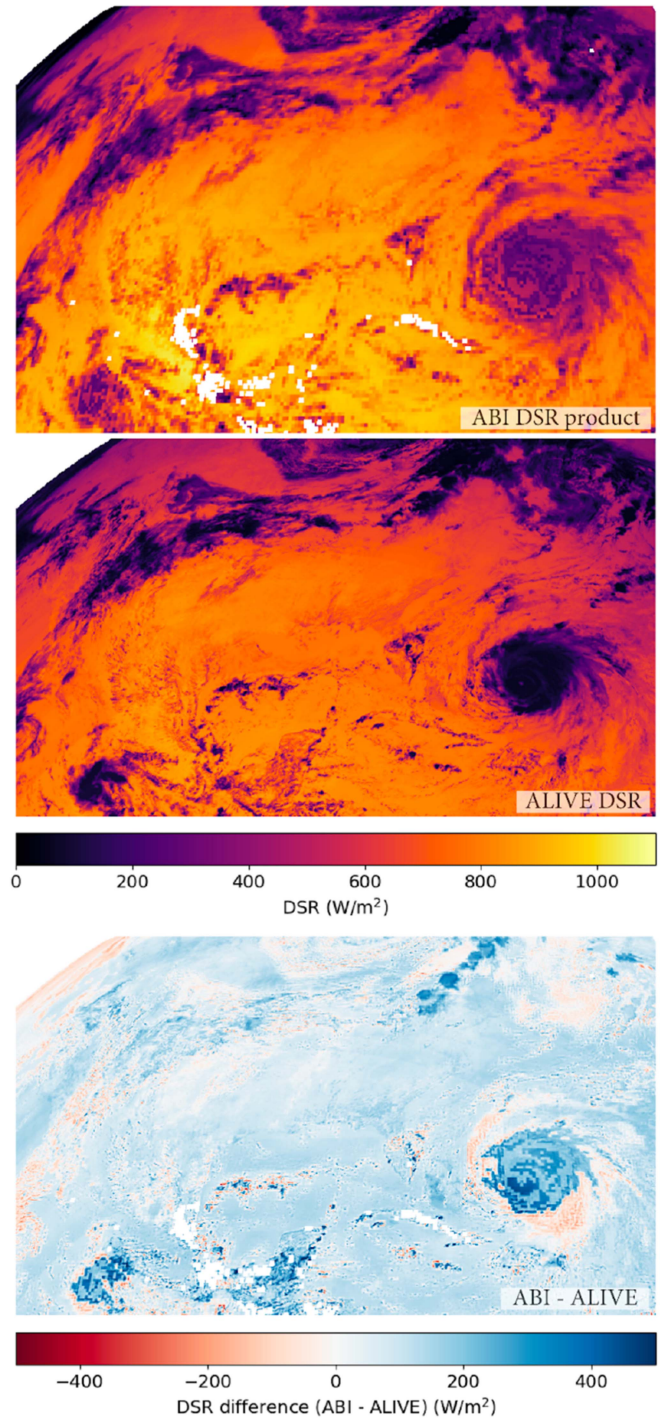 ABI DSR product
ALIVE DSR
0 200 400 600 800 1000
DSR (W/m²)
ABI - ALIVE
−400 −200 0 200 400
DSR difference (ABI - ALIVE) (W/m²)